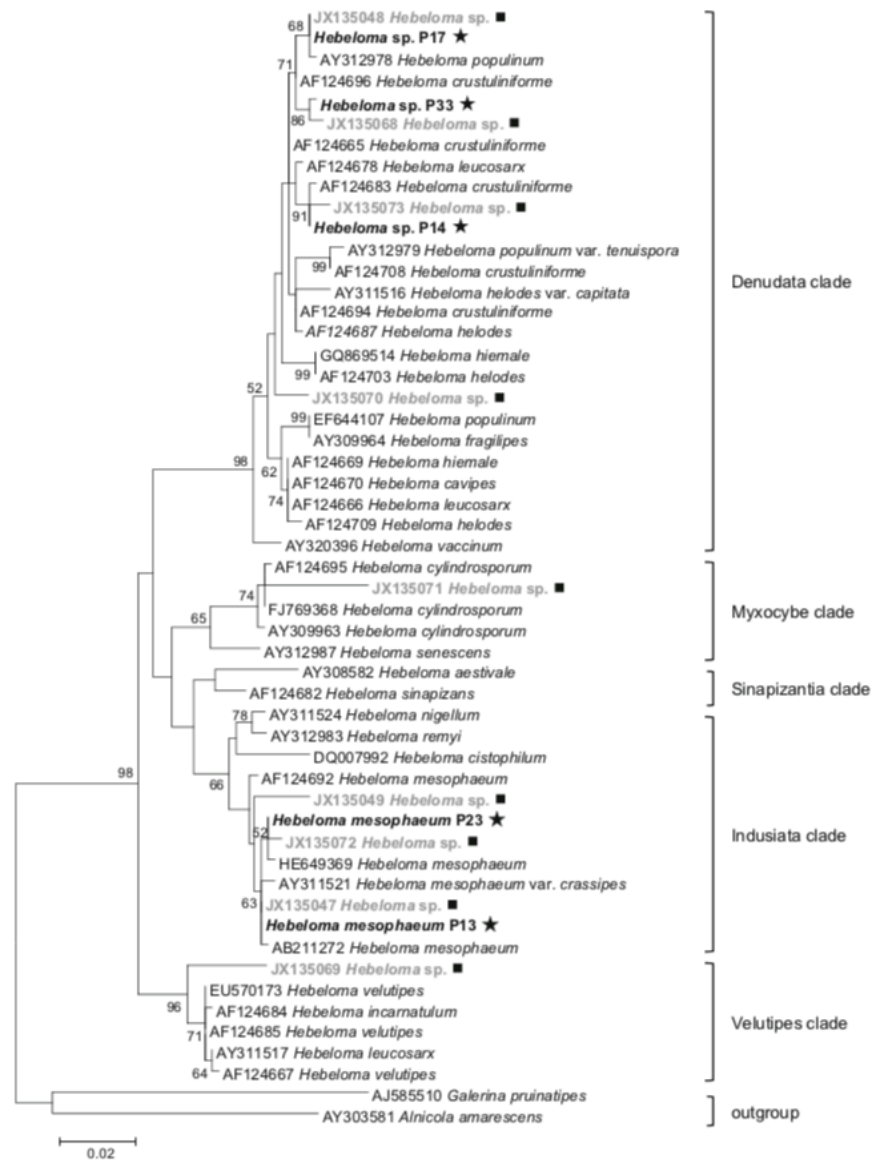 68
JX135048 Hebeloma sp. ■
Hebeloma sp. P17 ★
71
AY312978 Hebeloma populinum
AF124696 Hebeloma crustuliniforme
Hebeloma sp. P33 ★
86
JX135068 Hebeloma sp. ■
AF124665 Hebeloma crustuliniforme
AF124678 Hebeloma leucosarx
AF124683 Hebeloma crustuliniforme
JX135073 Hebeloma sp. ■
91
Hebeloma sp. P14 ★
AY312979 Hebeloma populinum var. tenuispora
99
AF124708 Hebeloma crustuliniforme
Denudata clade
AY311516 Hebeloma helodes var. capitata
AF124694 Hebeloma crustuliniforme
AF124687 Hebeloma helodes
GQ869514 Hebeloma hiemale
99
AF124703 Hebeloma helodes
52
JX135070 Hebeloma sp. ■
99
EF644107 Hebeloma populinum
AY309964 Hebeloma fragilipes
98
AF124669 Hebeloma hiemale
62
AF124670 Hebeloma cavipes
74
AF124666 Hebeloma leucosarx
AF124709 Hebeloma helodes
AY320396 Hebeloma vaccinum
AF124695 Hebeloma cylindrosporum
JX135071 Hebeloma sp. ■
74
FJ769368 Hebeloma cylindrosporum
Myxocybe clade
65
AY309963 Hebeloma cylindrosporum
AY312987 Hebeloma senescens
AY308582 Hebeloma aestivale
Sinapizantia clade
AF124682 Hebeloma sinapizans
78
AY311524 Hebeloma nigellum
AY312983 Hebeloma remyi
DQ007992 Hebeloma cistophilum
98
66
AF124692 Hebeloma mesophaeum
JX135049 Hebeloma sp. ■
Hebeloma mesophaeum P23 ★
52
JX135072 Hebeloma sp. ■
Indusiata clade
HE649369 Hebeloma mesophaeum
AY311521 Hebeloma mesophaeum var. crassipes
63
JX135047 Hebeloma sp. ■
Hebeloma mesophaeum P13 ★
AB211272 Hebeloma mesophaeum
JX135069 Hebeloma sp. ■
EU570173 Hebeloma velutipes
96
AF124684 Hebeloma incarnatulum
Velutipes clade
71
AF124685 Hebeloma velutipes
AY311517 Hebeloma leucosarx
64
AF124667 Hebeloma velutipes
AJ585510 Galerina pruinatipes
outgroup
AY303581 Alnicola amarescens
0.02